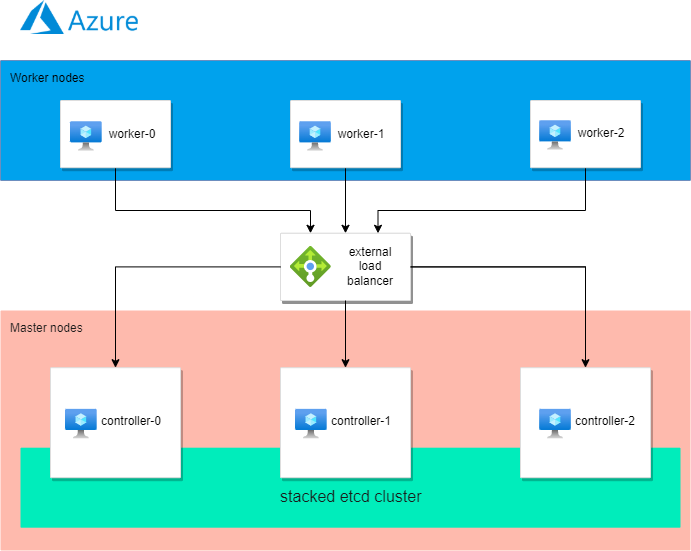 Azure
Worker nodes
worker-0
worker-1
worker-2
external
load
balancer
Master nodes
controller-0
controller-1
controller-2
stacked etcd cluster